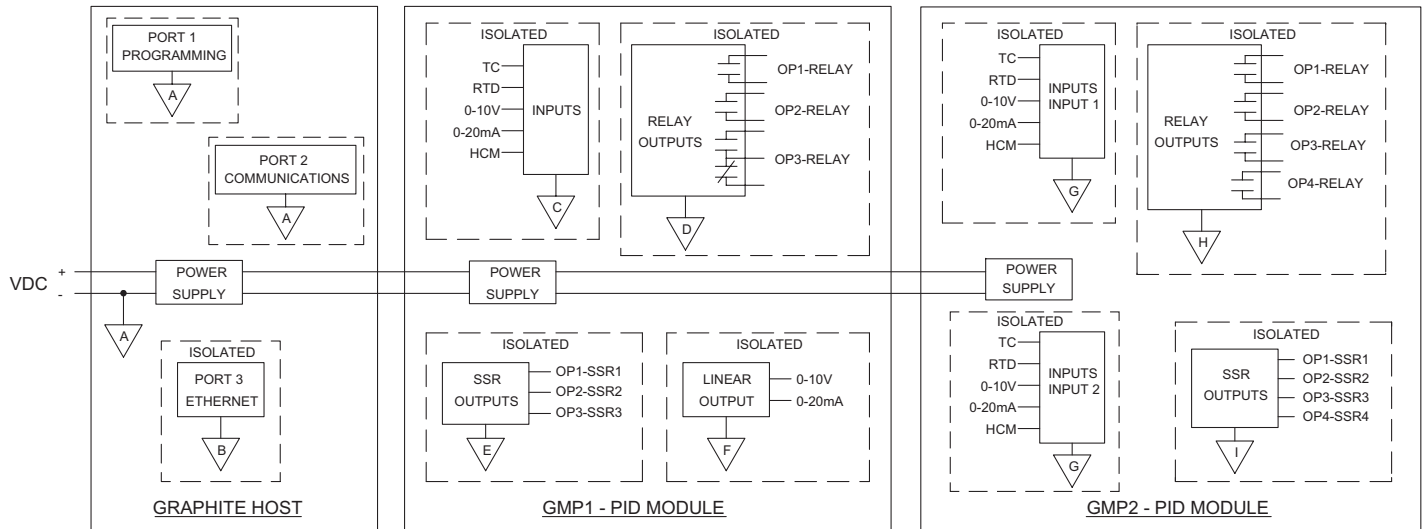 PORT 1
PROGRAMMING
A
PORT 2
COMMUNICATIONS
A
VDC
+
-
POWER
SUPPLY
A
ISOLATED
PORT 3
ETHERNET
B
GRAPHITE HOST
ISOLATED
TC
RTD
0-10V
0-20mA
HCM
INPUTS
C
ISOLATED
RELAY
OUTPUTS
OP1-RELAY
OP2-RELAY
OP3-RELAY
D
POWER
SUPPLY
ISOLATED
SSR
OUTPUTS
OP1-SSR1
OP2-SSR2
OP3-SSR3
E
ISOLATED
LINEAR
OUTPUT
0-10V
0-20mA
F
GMP1 - PID MODULE
ISOLATED
TC
RTD
0-10V
0-20mA
HCM
INPUTS
INPUT 1
G
ISOLATED
RELAY
OUTPUTS
OP1-RELAY
OP2-RELAY
OP3-RELAY
OP4-RELAY
H
POWER
SUPPLY
ISOLATED
TC
RTD
0-10V
0-20mA
HCM
INPUTS
INPUT 2
G
ISOLATED
SSR
OUTPUTS
OP1-SSR1
OP2-SSR2
OP3-SSR3
OP4-SSR4
I
GMP2 - PID MODULE